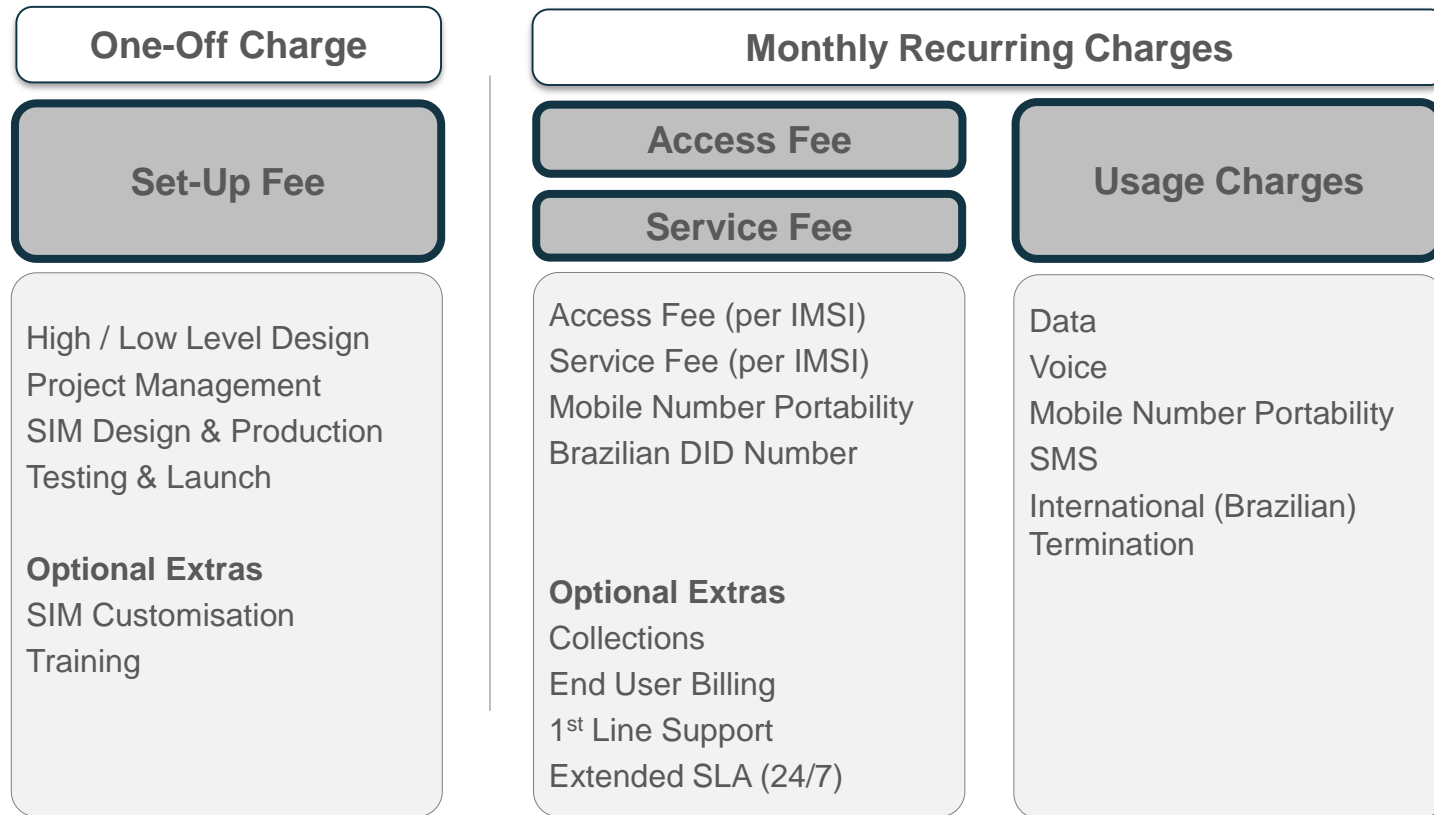 One-Off Charge
Monthly Recurring Charges
Set-Up Fee
Access Fee
Service Fee
Usage Charges
High / Low Level Design
Project Management
SIM Design & Production
Testing & Launch
Optional Extras
SIM Customisation
Training
Access Fee (per IMSI)
Service Fee (per IMSI)
Mobile Number Portability
Brazilian DID Number
Optional Extras
Collections
End User Billing
1st Line Support
Extended SLA (24/7)
Data
Voice
Mobile Number Portability
SMS
International (Brazilian)
Termination